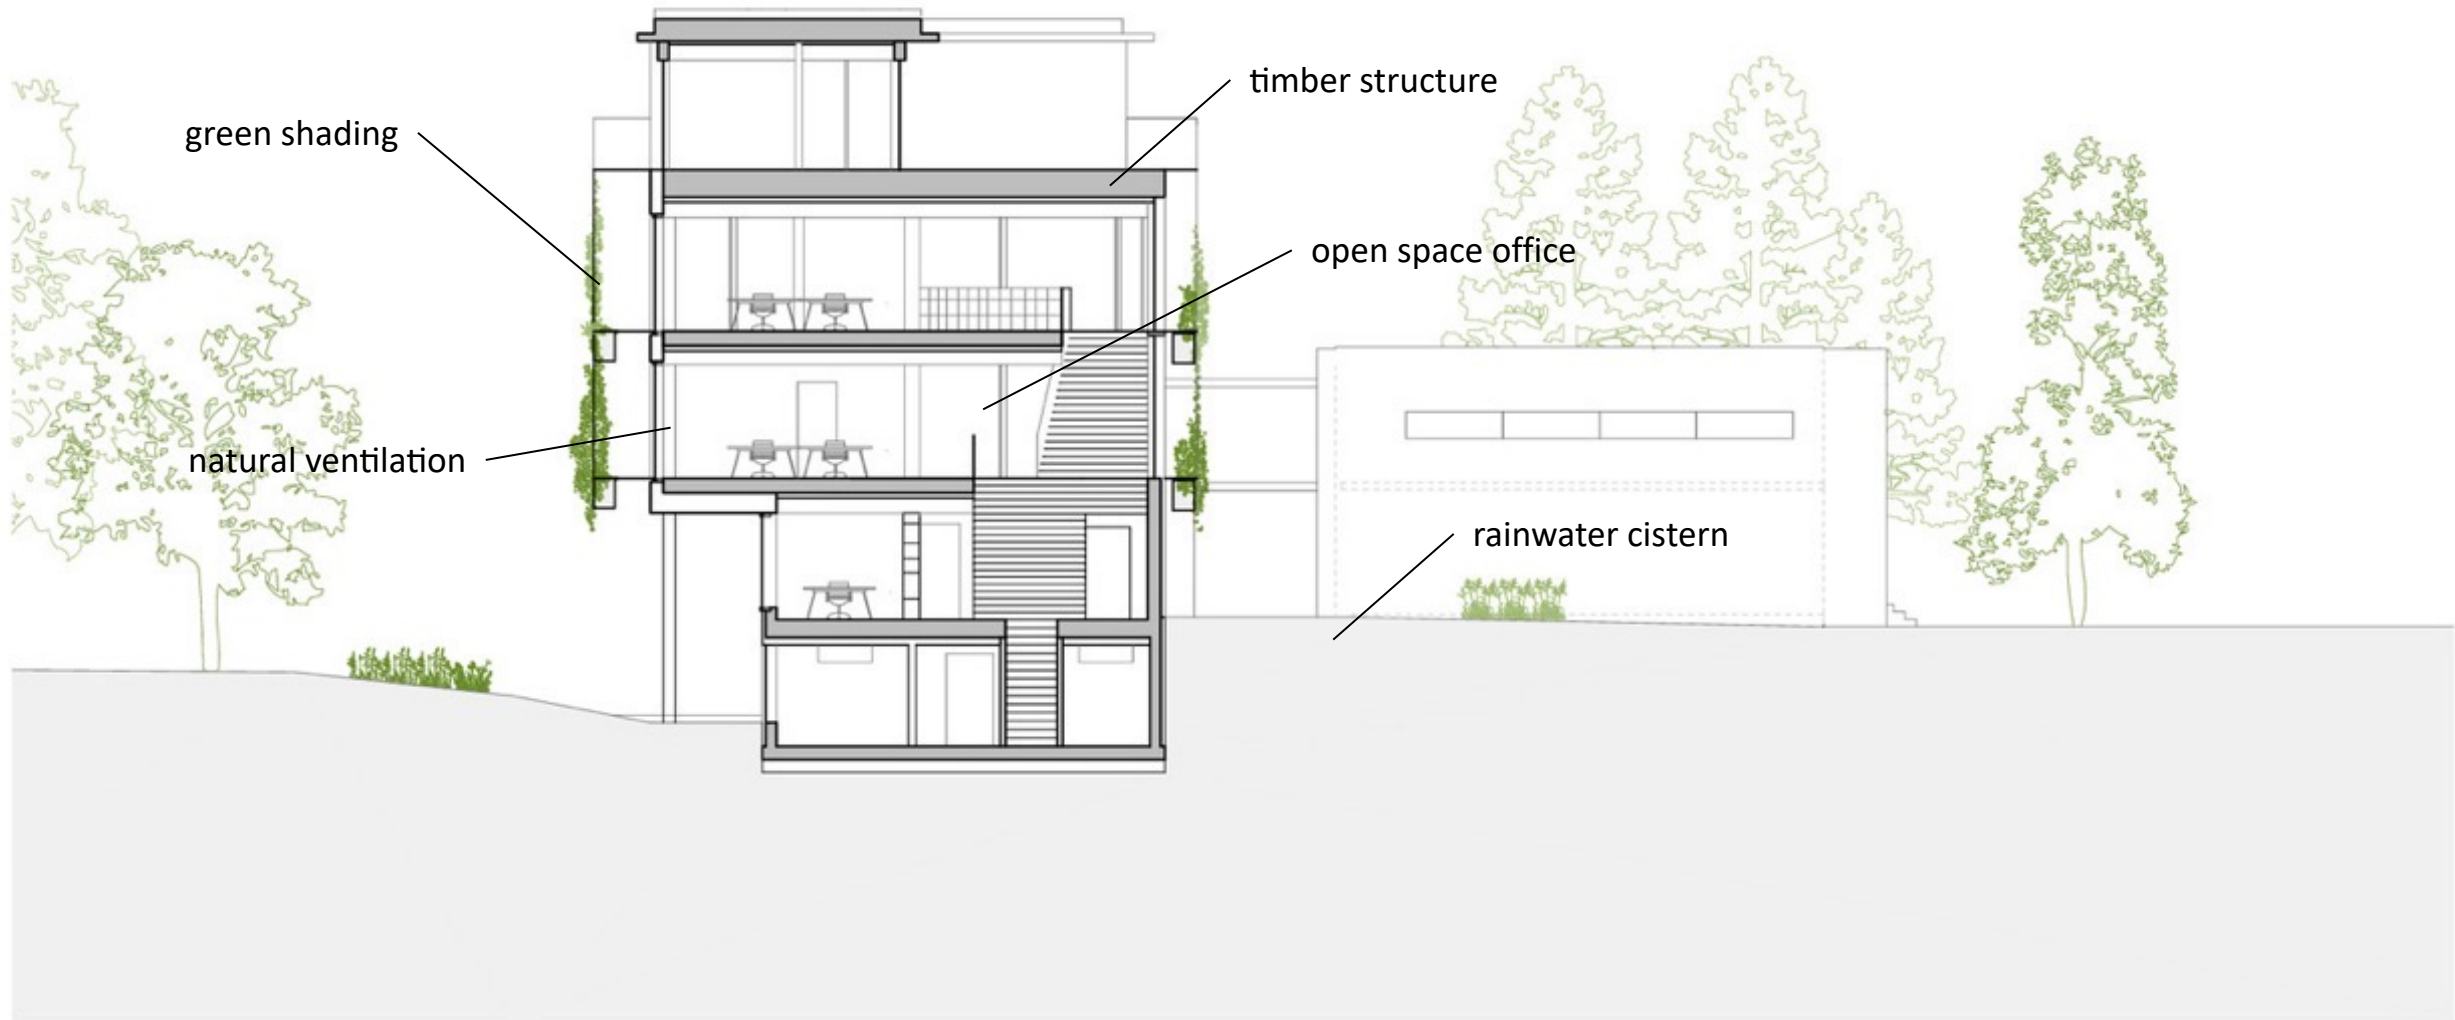 timber structure
green shading
open space office
natural ventilation
rainwater cistern